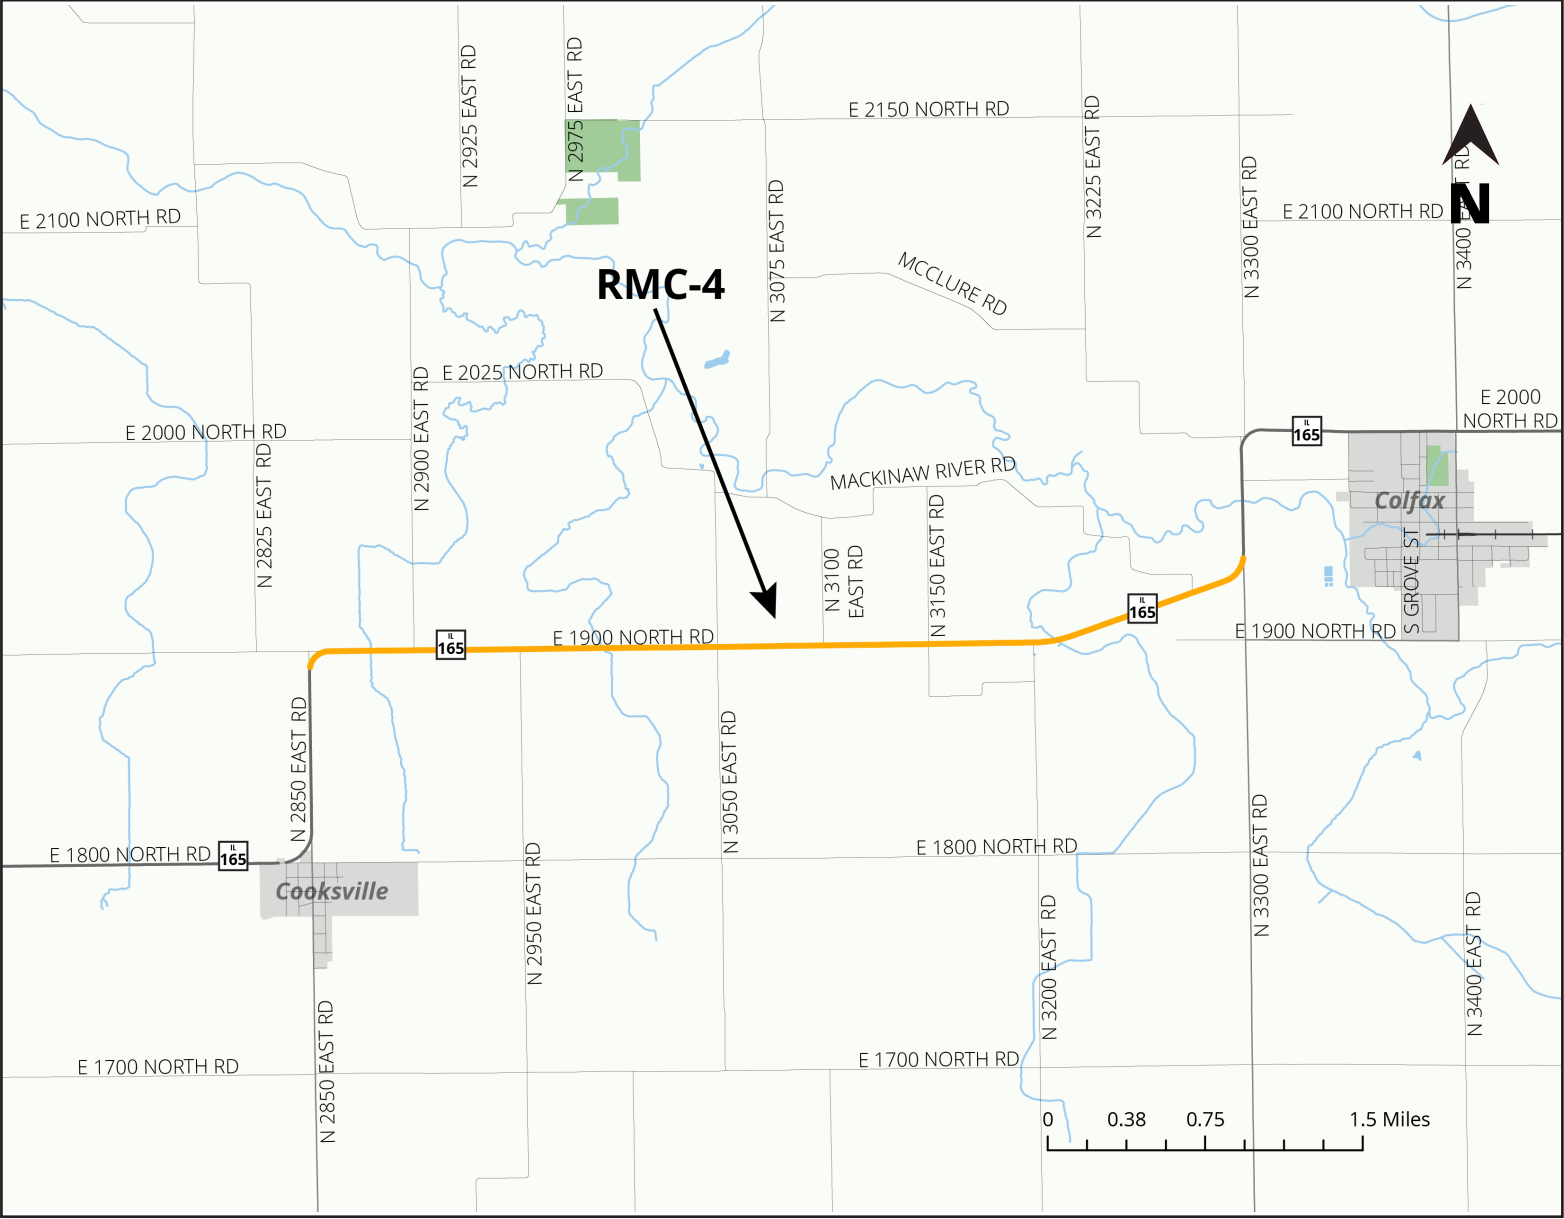 N 2925 EAST RD
N 2975 EAST RD
E 2150 NORTH RD
N 3225 EAST RD
N 3400 EAST RD
N
E 2100 NORTH RD
N 3075 EAST RD
N 3300 EAST RD
E 2100 NORTH RD
MCCLURE RD
RMC-4
E 2025 NORTH RD
N 2900 EAST RD
E 2000 NORTH RD
N 2825 EAST RD
E 2000
NORTH RD
IL
165
MACKINAW RIVER RD
Colfax
S GROVE ST
N 3100
EAST RD
N 3150 EAST RD
IL
165
E 1900 NORTH RD
IL
165
E 1900 NORTH RD
N 2850 EAST RD
N 3050 EAST RD
E 1800 NORTH RD
IL
165
E 1800 NORTH RD
N 3300 EAST RD
Cooksville
N 2950 EAST RD
N 3200 EAST RD
N 3400 EAST RD
N 2850 EAST RD
E 1700 NORTH RD
E 1700 NORTH RD
0 0.38 0.75 1.5 Miles